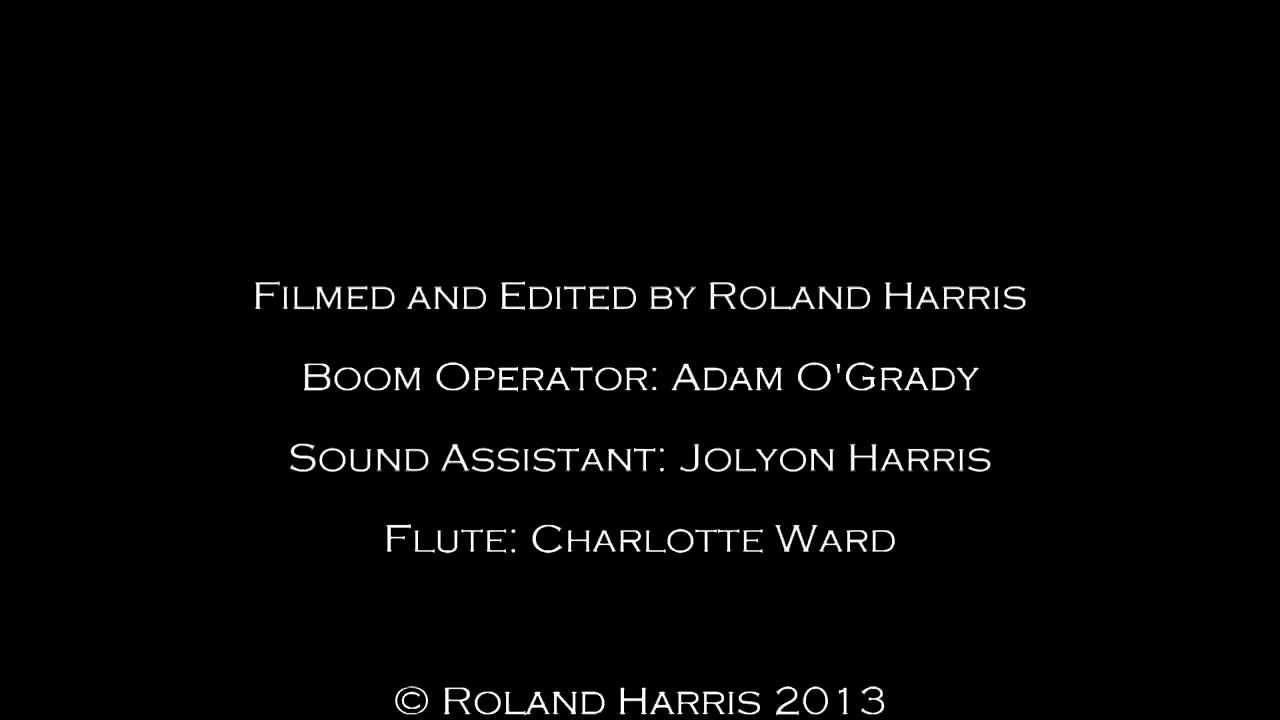 Filmed and Edited by Roland Harris
Boom Operator: Adam O'Grady
Sound Assistant: Jolyon Harris
Flute: Charlotte Ward
© Roland Harris 2013